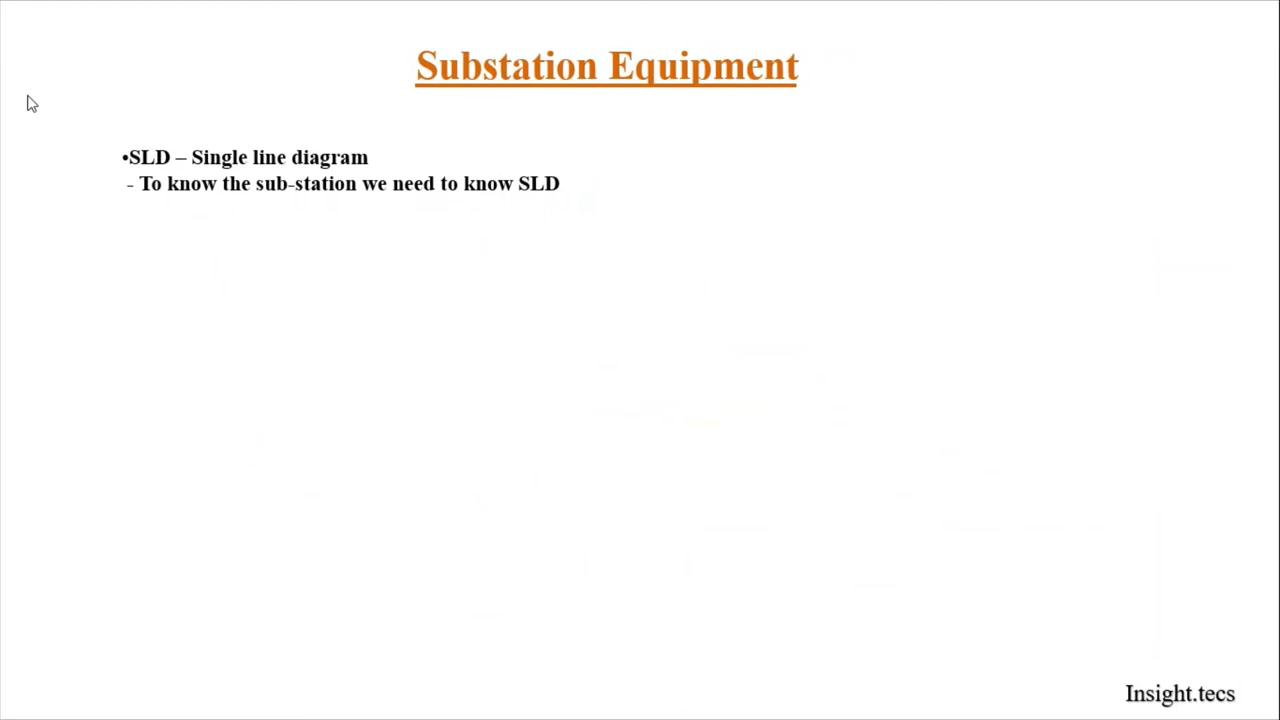 Substation Equipment
•SLD – Single line diagram
- To know the sub-station we need to know SLD
Insight.tecs